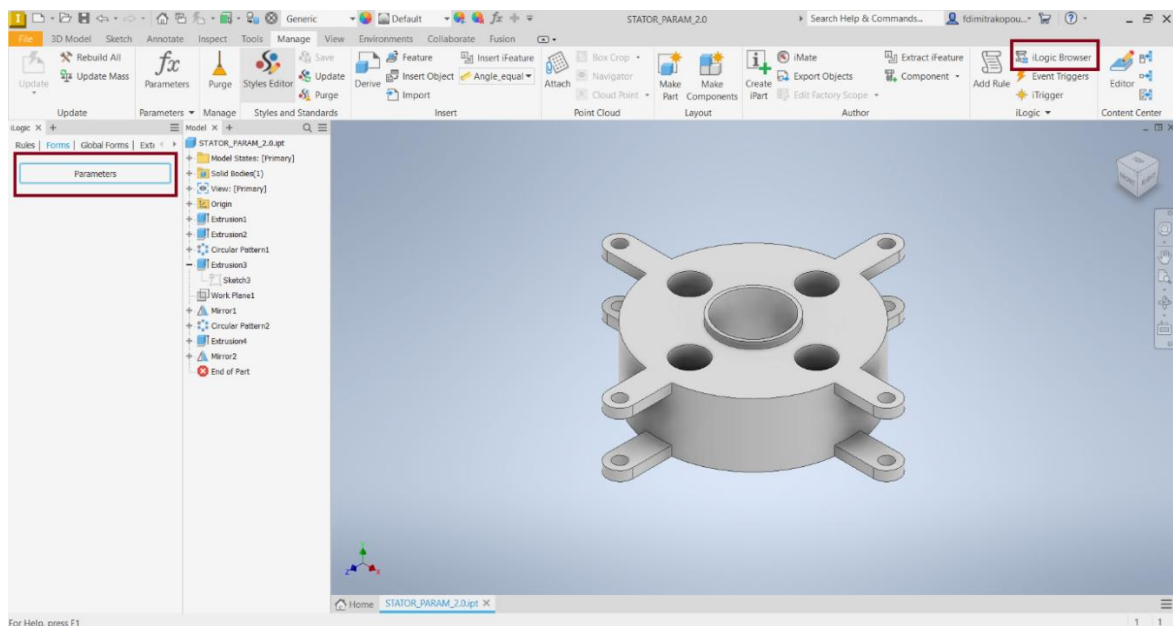 Generic
Default
STATOR_PARAM_2.0
Search Help & Commands...
fdimitrakopou...
File 3D Model Sketch Annotate Inspect Tools Manage View Environments Collaborate Fusion
Update
Rebuild All
Update Mass
Update
fx
Parameters
Parameters
Purge
Manage
Styles Editor
Save
Update
Purge
Styles and Standards
Derive
Feature
Insert Object
Import
Insert iFeature
Angle_equal
Insert
Attach
Box Crop
Navigator
Cloud Point
Point Cloud
Make Part
Make Components
Layout
Create iPart
iMate
Export Objects
Edit Factory Scope
Extract iFeature
Component
Author
Add Rule
iLogic Browser
Event Triggers
iTrigger
iLogic
Editor
Content Center
iLogic
Rules Forms Global Forms
Parameters
Model
STATOR_PARAM_2.0.ipt
Model States: [Primary]
Solid Bodies(1)
View: [Primary]
Origin
Extrusion1
Extrusion2
Circular Pattern1
Extrusion3
Sketch3
Work Plane1
Mirror1
Circular Pattern2
Extrusion4
Mirror2
End of Part
Y
Z X
Home STATOR_PARAM_2.0.ipt
For Help, press F1
1 1